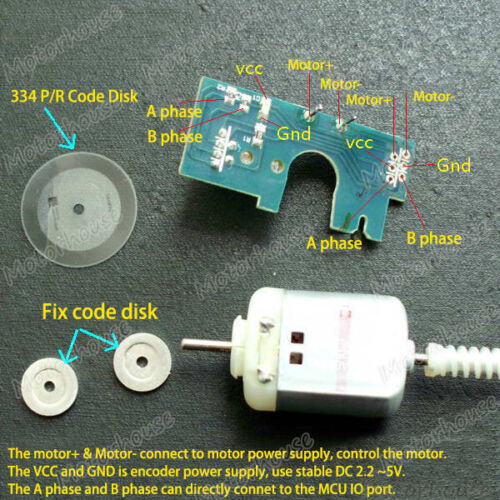 Motor+
Motor-
vcc
Motor+
Motor-
334 P/R Code Disk
A phase
B phase
Gnd
vcc
Gnd
R1
A phase
B phase
Fix code disk
The motor+ & Motor- connect to motor power supply, control the motor.
The VCC and GND is encoder power supply, use stable DC 2.2 ~5V.
The A phase and B phase can directly connet to the MCU IO port.
Motorhouse